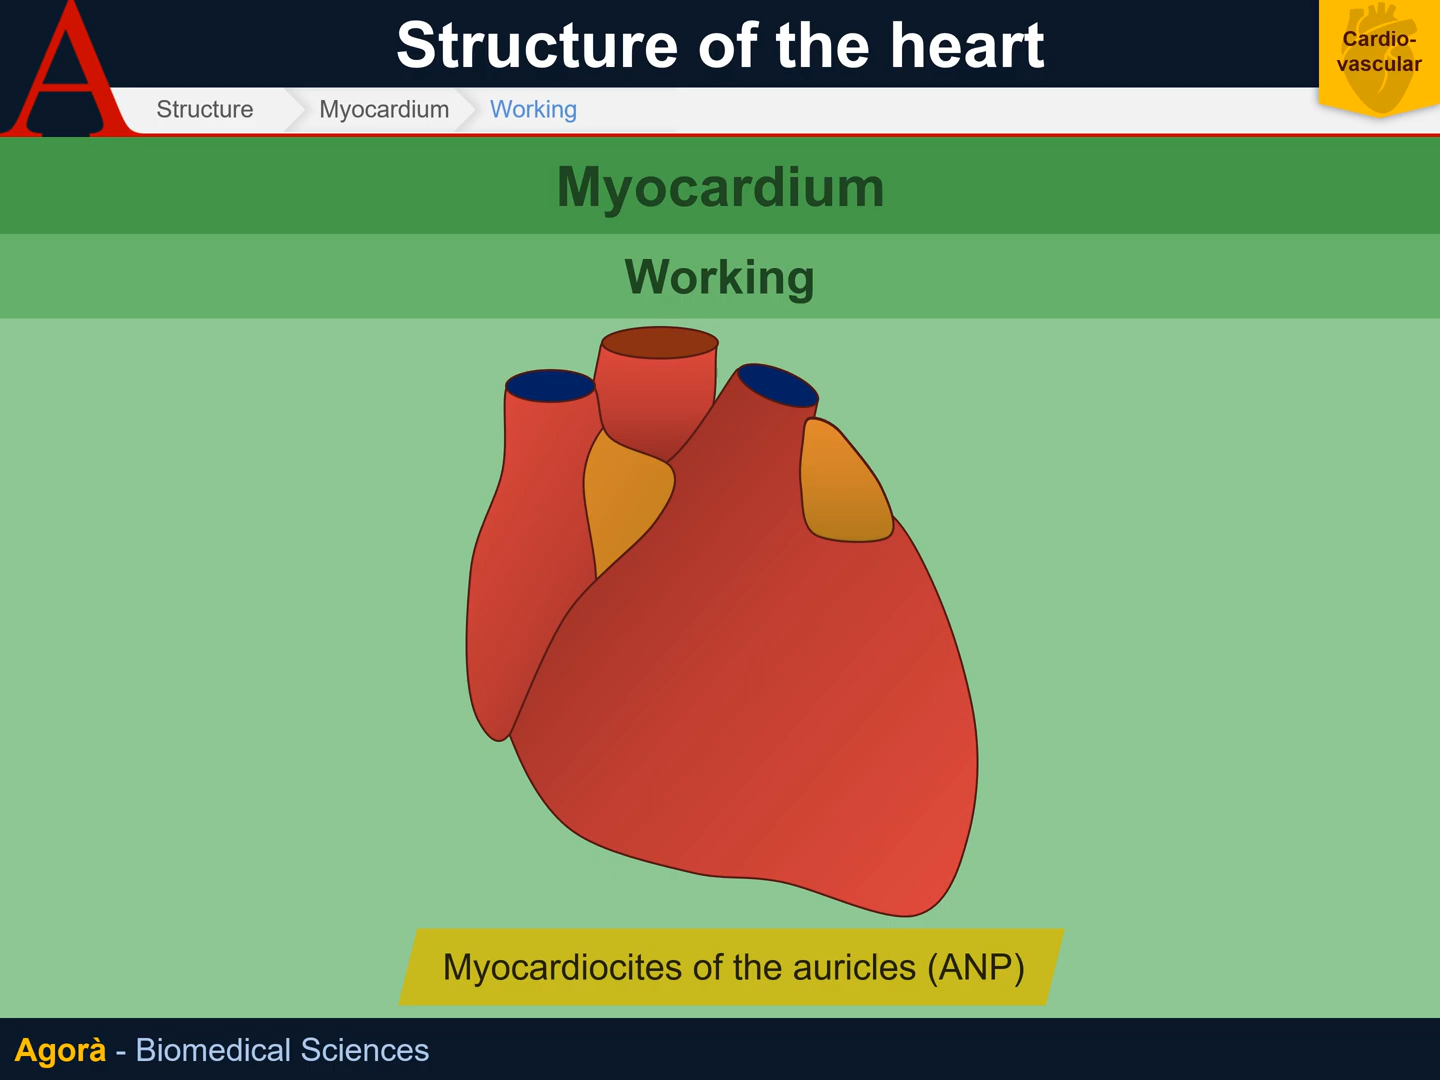 A
Structure of the heart
Cardio-
vascular
Structure
Myocardium
Working
Myocardium
Working
Myocardiocites of the auricles (ANP)
Agorà - Biomedical Sciences